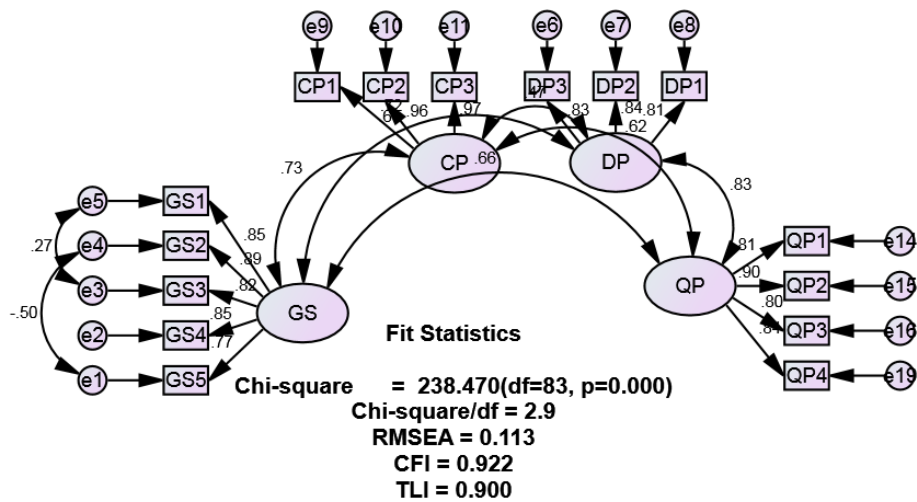 e9 e10 e11 e6 e7 e8
CP1 CP2 CP3 DP3 DP2 DP1
.96 .97 .47 .83 .84 .81
.62
CP .66 DP
.73
.83
e5 GS1
.85
e4 GS2
.27
.89
e3 GS3
.82
-.50
e2 GS4
.85
.77
e1 GS5
GS
QP
.81 QP1 e14
.90 QP2 e15
.80 QP3 e16
.84 QP4 e19
Fit Statistics
Chi-square = 238.470(df=83, p=0.000)
Chi-square/df = 2.9
RMSEA = 0.113
CFI = 0.922
TLI = 0.900